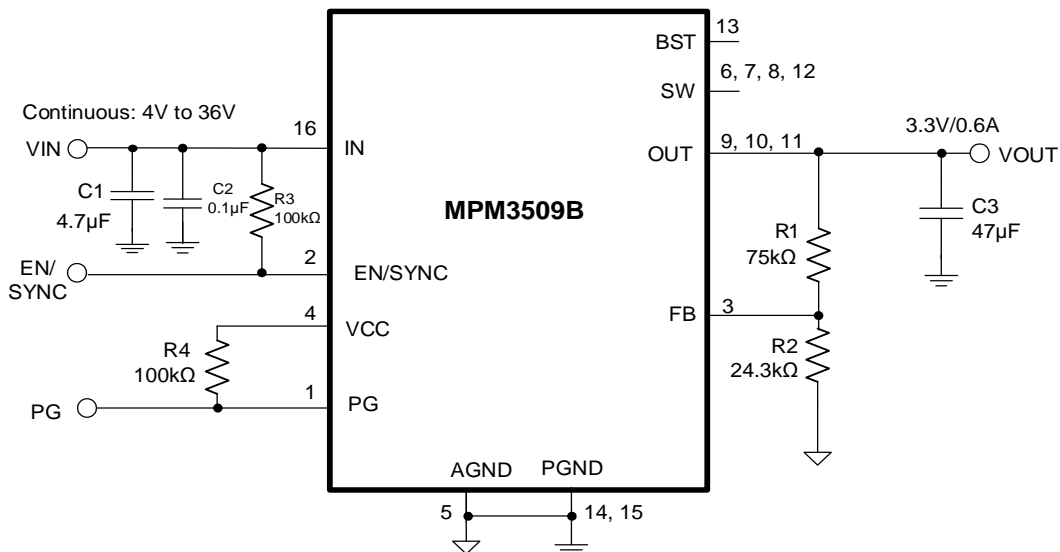 13
BST
6, 7, 8, 12
SW
Continuous: 4V to 36V
16
3.3V/0.6A
VIN
IN
OUT
9, 10, 11
VOUT
C1
4.7µF
C2
0.1µF
R3
100kΩ
MPM3509B
C3
47µF
R1
75kΩ
EN/
SYNC
2
EN/SYNC
4
VCC
FB
3
R4
100kΩ
R2
24.3kΩ
PG
1
PG
AGND
PGND
5
14, 15